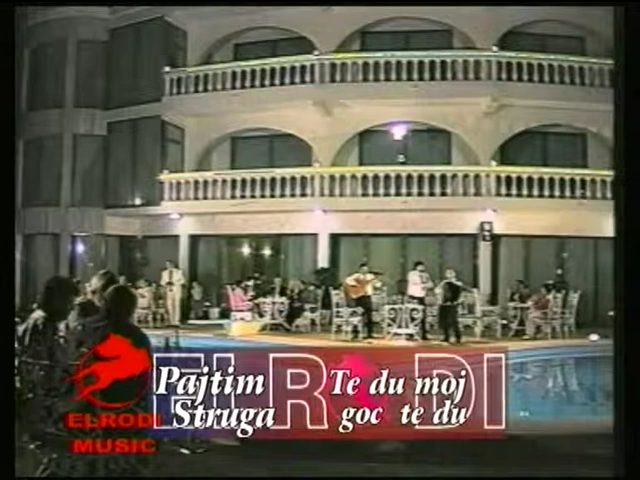 Pajtim
Struga
Te du moj
goc te du
ELRODI
ELRODI
MUSIC